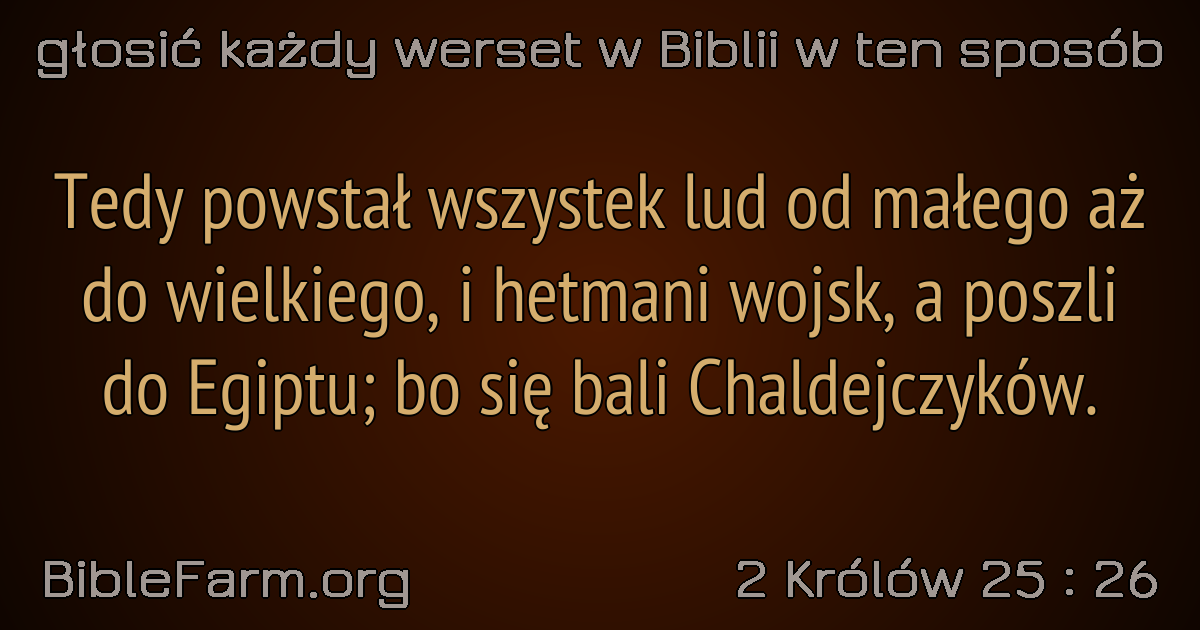 głosić każdy werset w Biblii w ten sposób
Tedy powstał wszystek lud od małego aż
do wielkiego, i hetmani wojsk, a poszli
do Egiptu; bo się bali Chaldejczyków.
BibleFarm.org
2 Królów 25 : 26